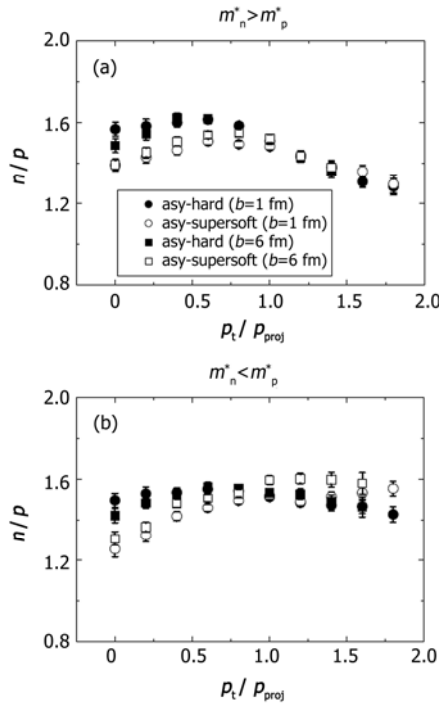 m*n>m*p
(a)
n/p
2.0
1.6
1.2
0.8
asy-hard (b=1 fm)
asy-supersoft (b=1 fm)
asy-hard (b=6 fm)
asy-supersoft (b=6 fm)
0 0.5 1.0 1.5 2.0
pt/pproj
m*n<m*p
(b)
n/p
2.0
1.6
1.2
0.8
0 0.5 1.0 1.5 2.0
pt/pproj